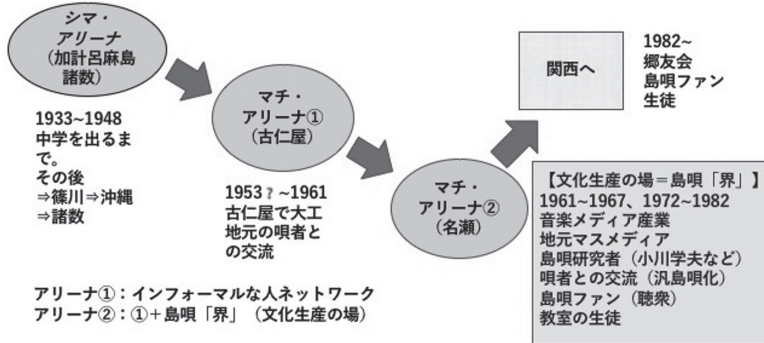 シマ・
アリーナ
（加計呂麻島
諸数）
1933~1948
中学を出るま
で。
その後
⇒篠川⇒沖縄
⇒諸数
マチ・
アリーナ①
（古仁屋）
1953？~1961
古仁屋で大工
地元の唄者と
の交流
マチ・
アリーナ②
（名瀬）
関西へ
1982~
郷友会
島唄ファン
生徒
【文化生産の場＝島唄「界」】
1961~1967、1972~1982
音楽メディア産業
地元マスメディア
島唄研究者（小川学夫など）
唄者との交流（汎島唄化）
島唄ファン（聴衆）
教室の生徒
アリーナ①：インフォーマルな人ネットワーク
アリーナ②：①＋島唄「界」（文化生産の場）